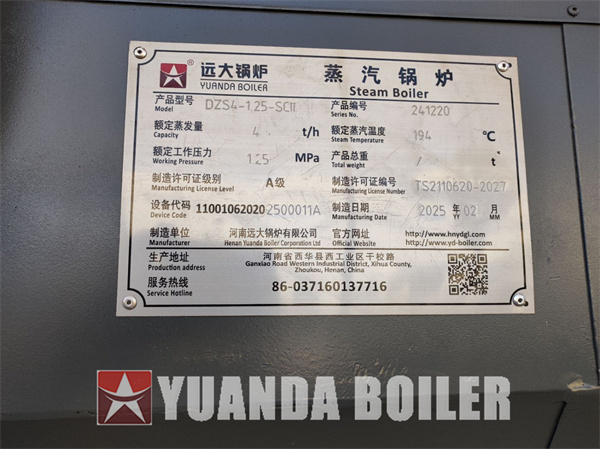 远大锅炉 蒸汽锅炉
YUANDA BOILER Steam Boiler
产品型号 DZS4-1.25-SCII 产品编号 241220
Model Series No.
额定蒸发量 4 t/h 额定蒸汽温度 194 ℃
Capacity Steam Temperature
额定工作压力 1.25 MPa 产品总重 / t
Working Pressure Total weight
制造许可证级别 A级 制造许可证编号 TS2110620-2027
Manufacturing License Level Manufacturing License Number
设备代码 110010620202500011A 制造日期 2025 年 02 月
Device Code Manufacturing Date YY MM
制造单位 河南远大锅炉有限公司 官方网址 http://www.hnydgl.com
Manufacturer Henan Yuanda Boiler Corporation Ltd Official Website http://www.yd-boiler.com
生产地址 河南省西华县西工业区干校路
Production address Ganxiao Road Western Industrial District, Xihua County,
Zhoukou, Henan, China
服务热线 86-037160137716
Service Hotline
YUANDA BOILER